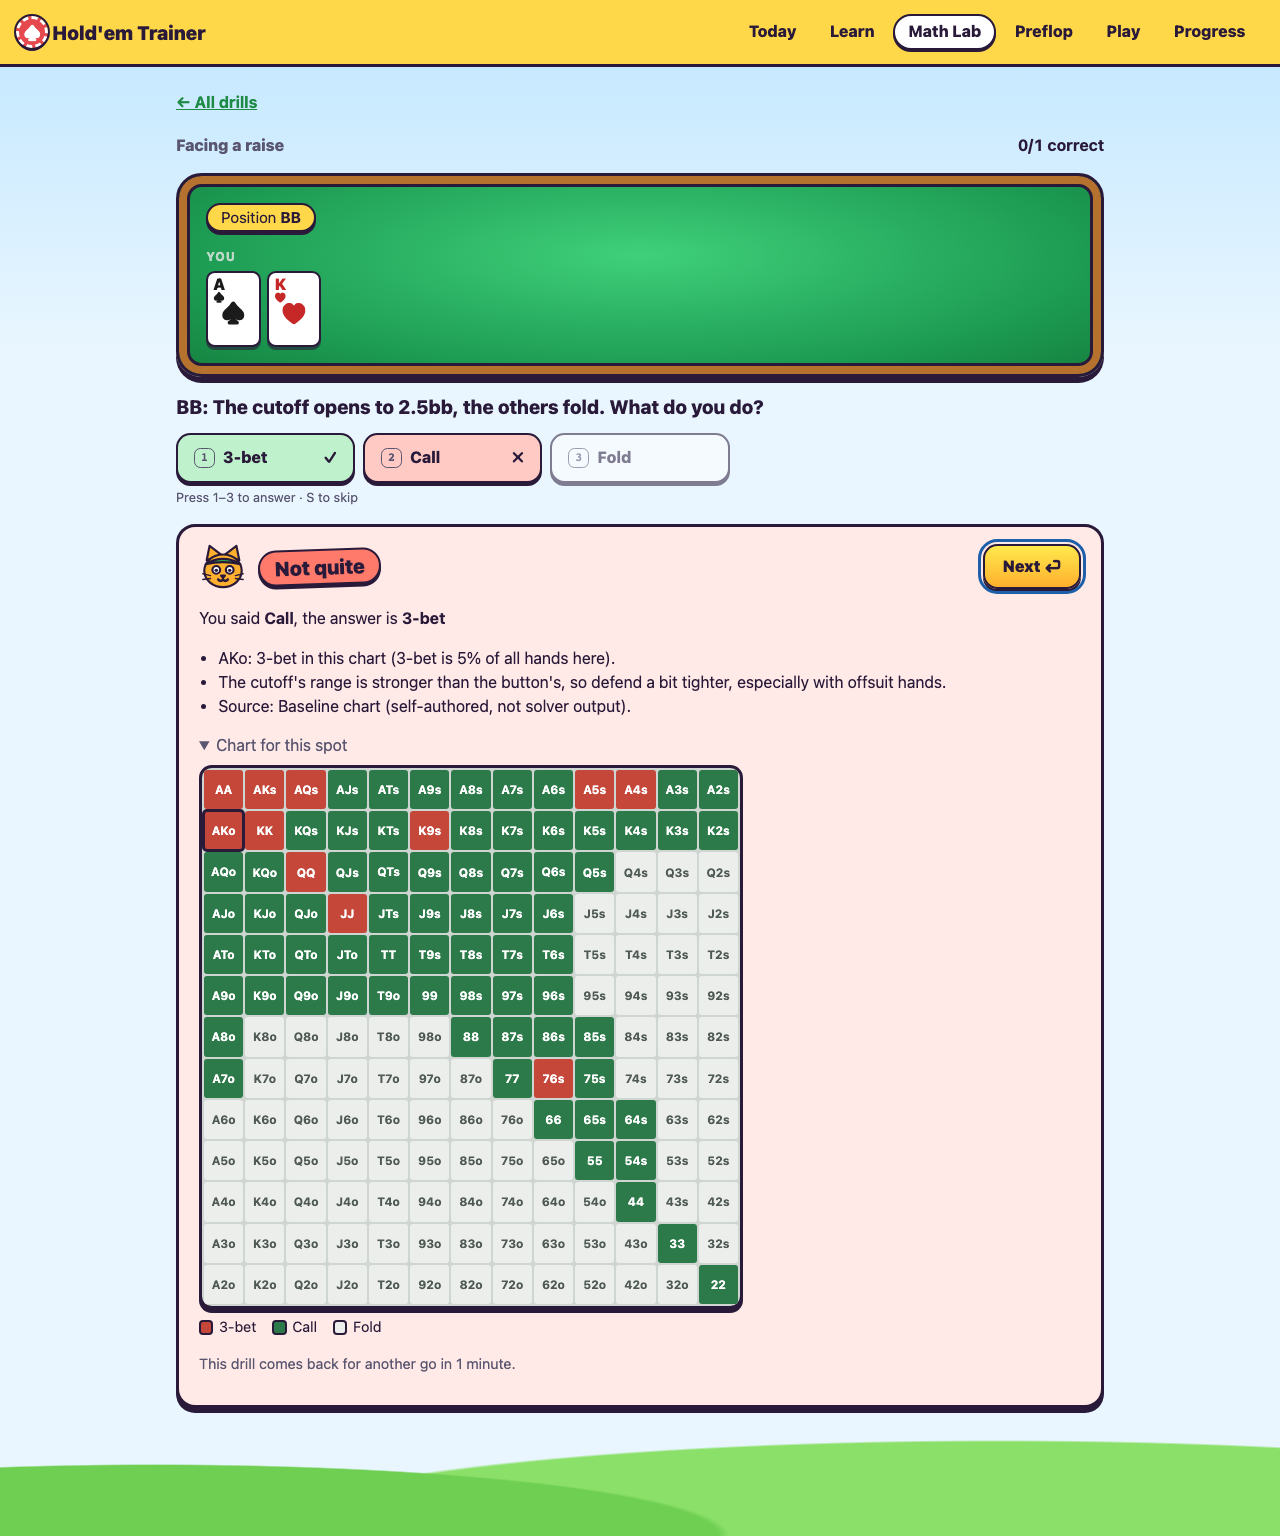 Hold'em Trainer
Today Learn Math Lab Preflop Play Progress
← All drills
Facing a raise 0/1 correct
Position BB
YOU
A K
BB: The cutoff opens to 2.5bb, the others fold. What do you do?
1 3-bet ✓ 2 Call ✕ 3 Fold
Press 1–3 to answer · S to skip
Not quite Next ↵
You said Call, the answer is 3-bet
• AKo: 3-bet in this chart (3-bet is 5% of all hands here).
• The cutoff's range is stronger than the button's, so defend a bit tighter, especially with offsuit hands.
• Source: Baseline chart (self-authored, not solver output).
▼ Chart for this spot
AA AKs AQs AJs ATs A9s A8s A7s A6s A5s A4s A3s A2s
AKo KK KQs KJs KTs K9s K8s K7s K6s K5s K4s K3s K2s
AQo KQo QQ QJs QTs Q9s Q8s Q7s Q6s Q5s Q4s Q3s Q2s
AJo KJo QJo JJ JTs J9s J8s J7s J6s J5s J4s J3s J2s
ATo KTo QTo JTo TT T9s T8s T7s T6s T5s T4s T3s T2s
A9o K9o Q9o J9o T9o 99 98s 97s 96s 95s 94s 93s 92s
A8o K8o Q8o J8o T8o 98o 88 87s 86s 85s 84s 83s 82s
A7o K7o Q7o J7o T7o 97o 87o 77 76s 75s 74s 73s 72s
A6o K6o Q6o J6o T6o 96o 86o 76o 66 65s 64s 63s 62s
A5o K5o Q5o J5o T5o 95o 85o 75o 65o 55 54s 53s 52s
A4o K4o Q4o J4o T4o 94o 84o 74o 64o 54o 44 43s 42s
A3o K3o Q3o J3o T3o 93o 83o 73o 63o 53o 43o 33 32s
A2o K2o Q2o J2o T2o 92o 82o 72o 62o 52o 42o 32o 22
3-bet Call Fold
This drill comes back for another go in 1 minute.